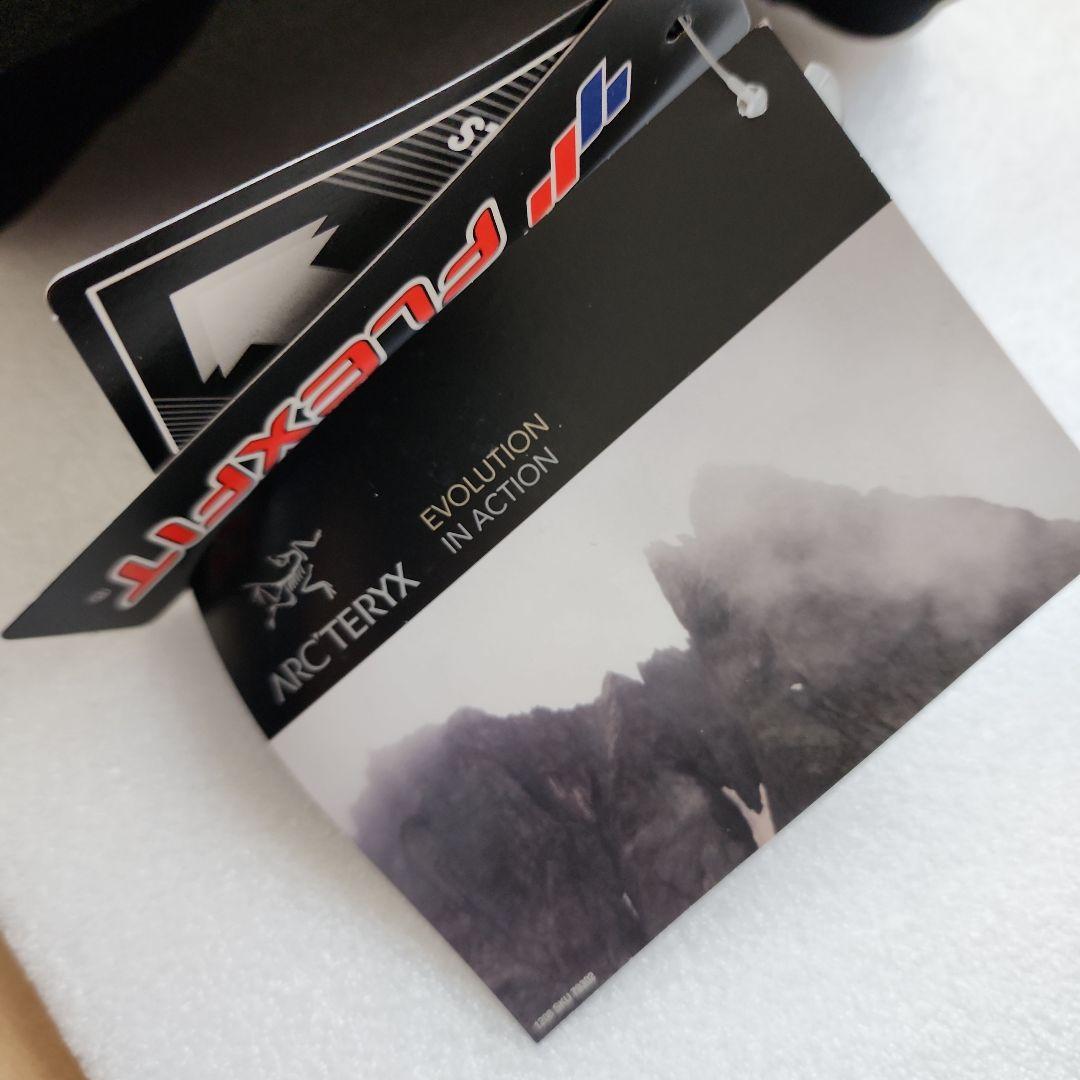 S.
FLEXFIT®
ARC'TERYX
EVOLUTION
IN ACTION